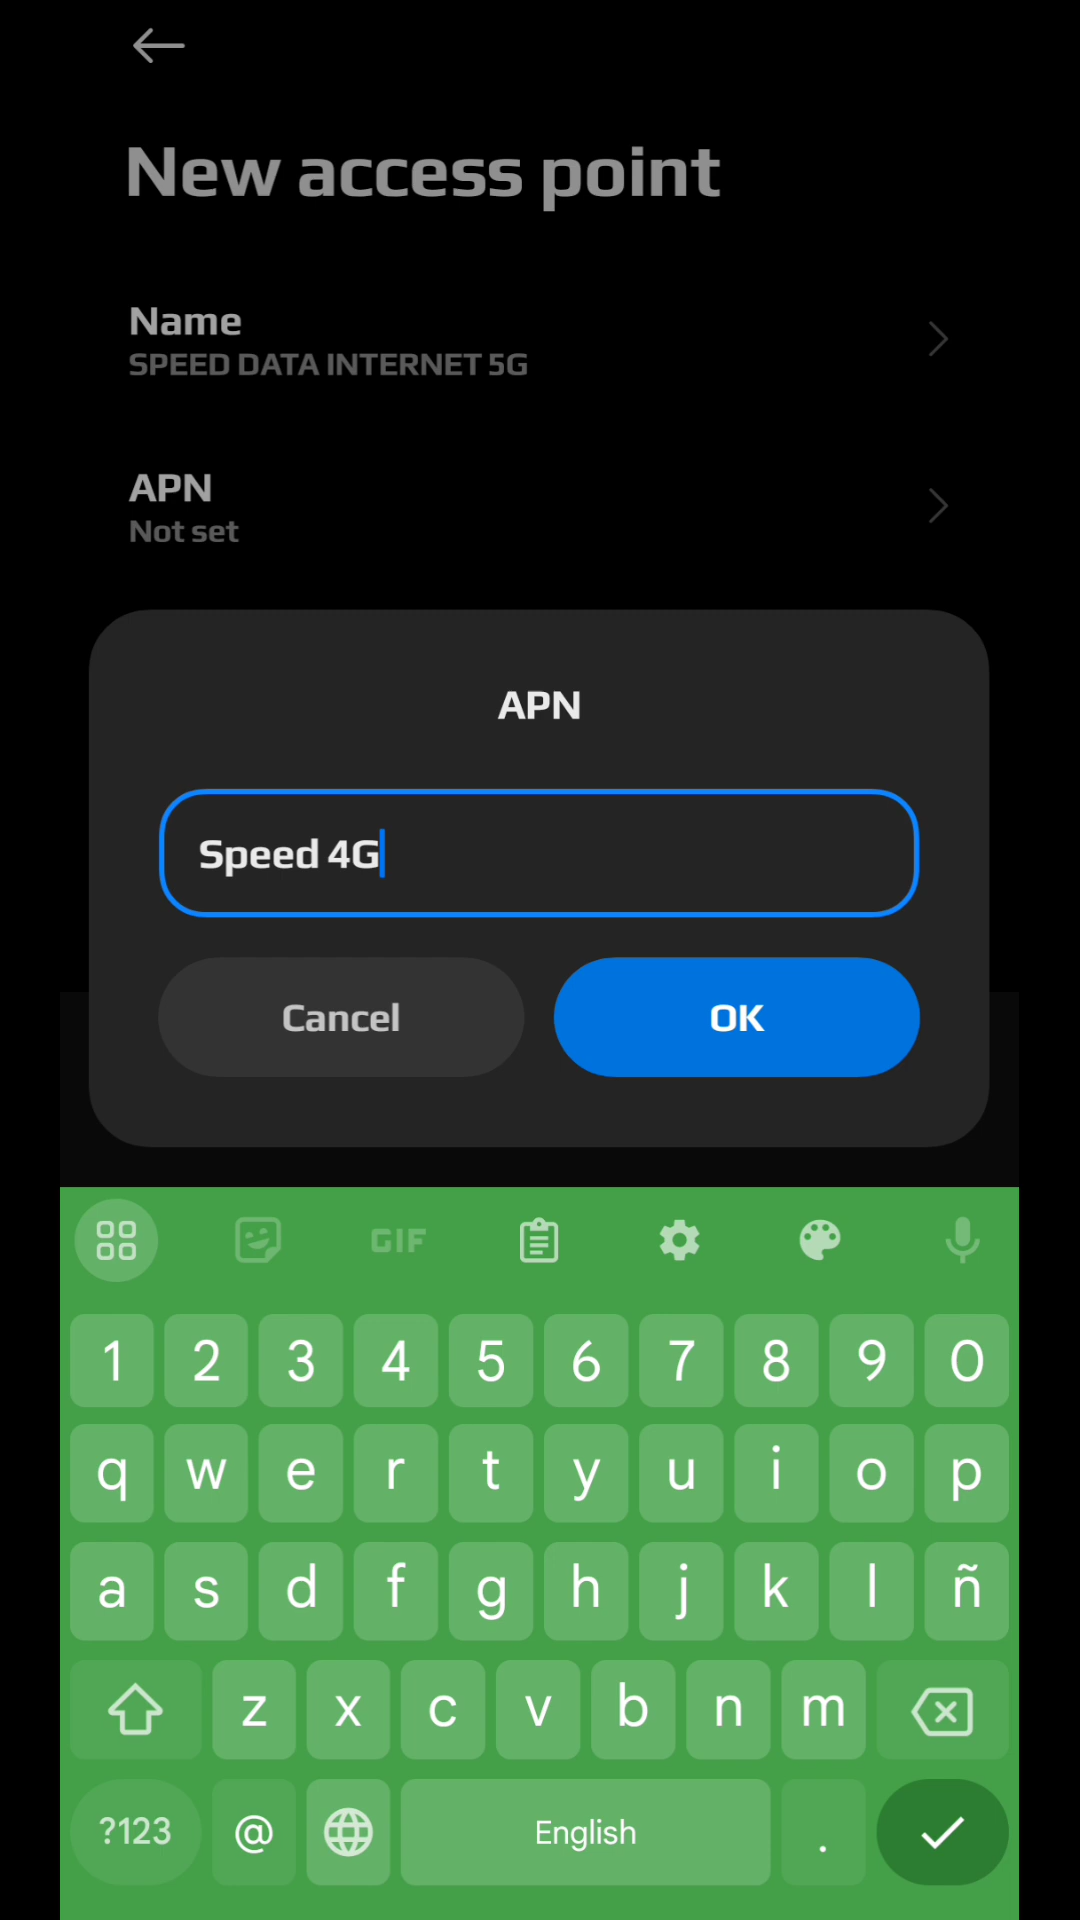 New access point
Name
SPEED DATA INTERNET 5G
APN
Not set
APN
Speed 4G
Cancel OK
GIF
1 2 3 4 5 6 7 8 9 0
q w e r t y u i o p
a s d f g h j k l ñ
z x c v b n m
?123 @ English .